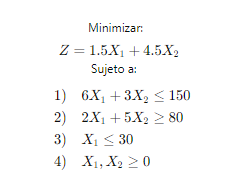 Minimizar:
Z = 1.5X₁ + 4.5X₂
Sujeto a:
1) 6X₁ + 3X₂ ≤ 150
2) 2X₁ + 5X₂ ≥ 80
3) X₁ ≤ 30
4) X₁, X₂ ≥ 0